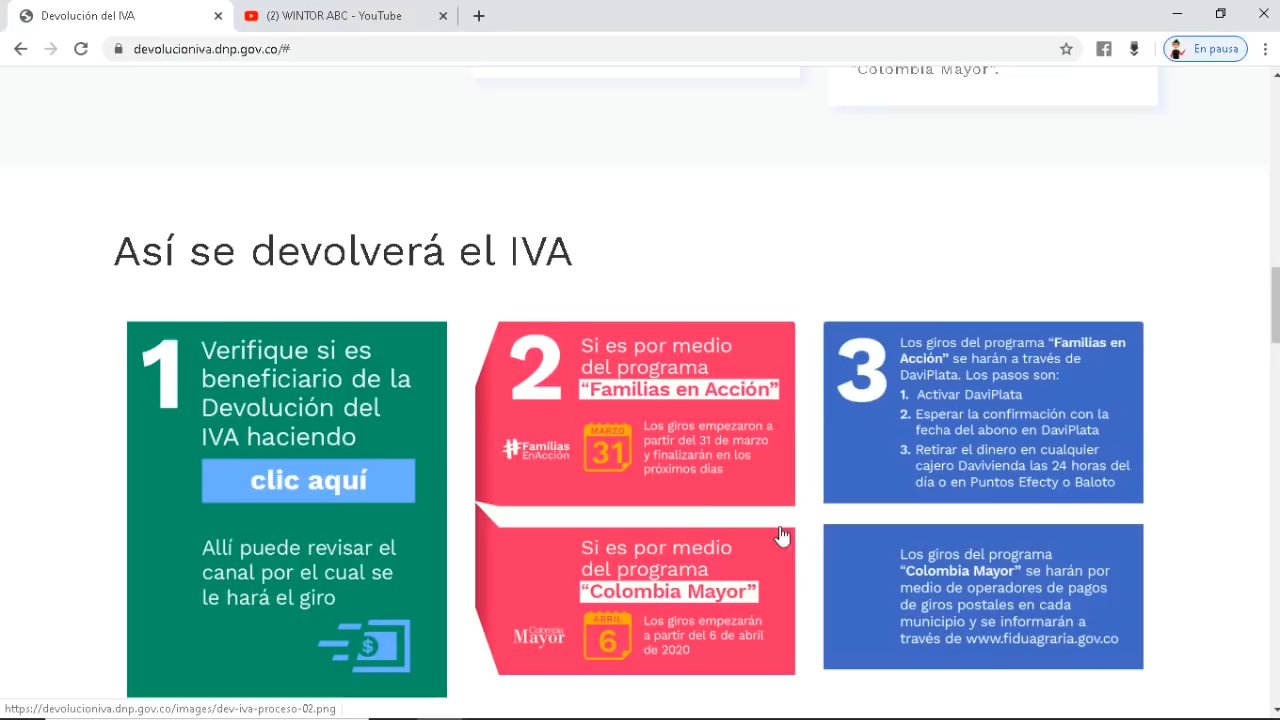 Devolución del IVA
(2) WINTOR ABC - YouTube
devolucioniva.dnp.gov.co/#
En pausa
"Colombia Mayor".
Así se devolverá el IVA
1
Verifique si es
beneficiario de la
Devolución del
IVA haciendo
clic aquí
Allí puede revisar el
canal por el cual se
le hará el giro
$
2
Si es por medio
del programa
"Familias en Acción"
#Familias
EnAcción
MARZO
31
Los giros empezaron a
partir del 31 de marzo
y finalizarán en los
próximos días
Si es por medio
del programa
"Colombia Mayor"
Colombia
Mayor
ABRIL
6
Los giros empezarán
a partir del 6 de abril
de 2020
3
Los giros del programa "Familias en
Acción" se harán a través de
DaviPlata. Los pasos son:
1. Activar DaviPlata
2. Esperar la confirmación con la
fecha del abono en DaviPlata
3. Retirar el dinero en cualquier
cajero Davivienda las 24 horas del
día o en Puntos Efecty o Baloto
Los giros del programa
"Colombia Mayor" se harán por
medio de operadores de pagos
de giros postales en cada
municipio y se informarán a
través de www.fiduagraria.gov.co
https://devolucioniva.dnp.gov.co/images/dev-iva-proceso-02.png